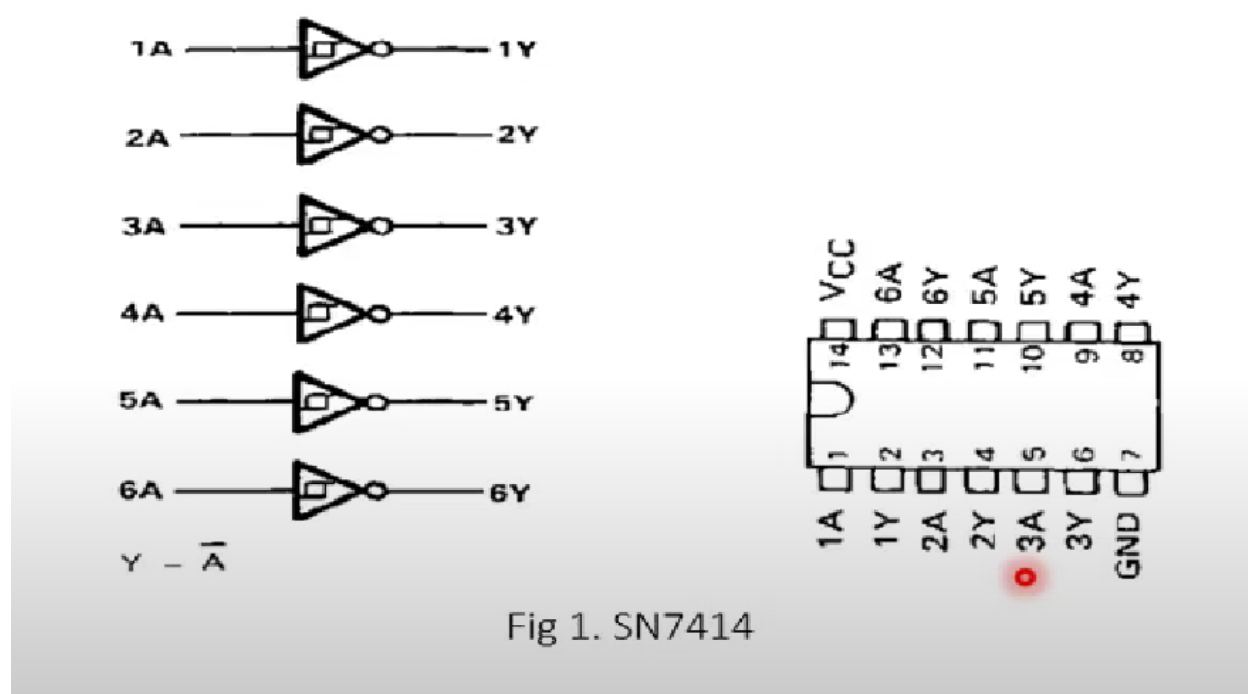 1A 1Y
2A 2Y
3A 3Y
4A 4Y
5A 5Y
6A 6Y
Y – A̅
VCC 6A 6Y 5A 5Y 4A 4Y
14 13 12 11 10 9 8
1 2 3 4 5 6 7
1A 1Y 2A 2Y 3A 3Y GND
Fig 1. SN7414